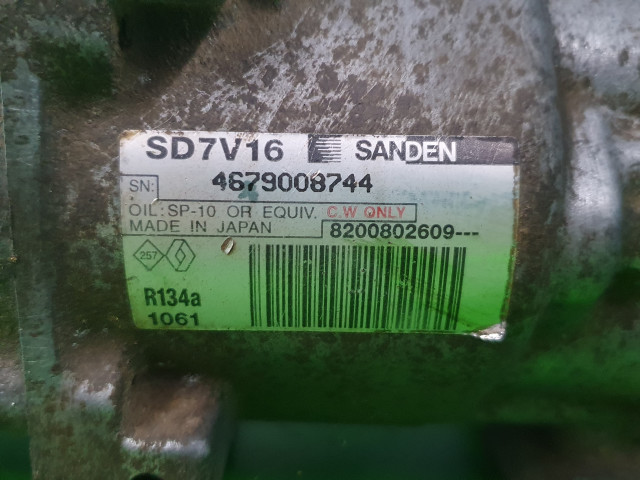 SD7V16 SANDEN
SN: 4679008744
OIL:SP-10 OR EQUIV. C.W ONLY
MADE IN JAPAN 8200802609---
257
R134a
1061